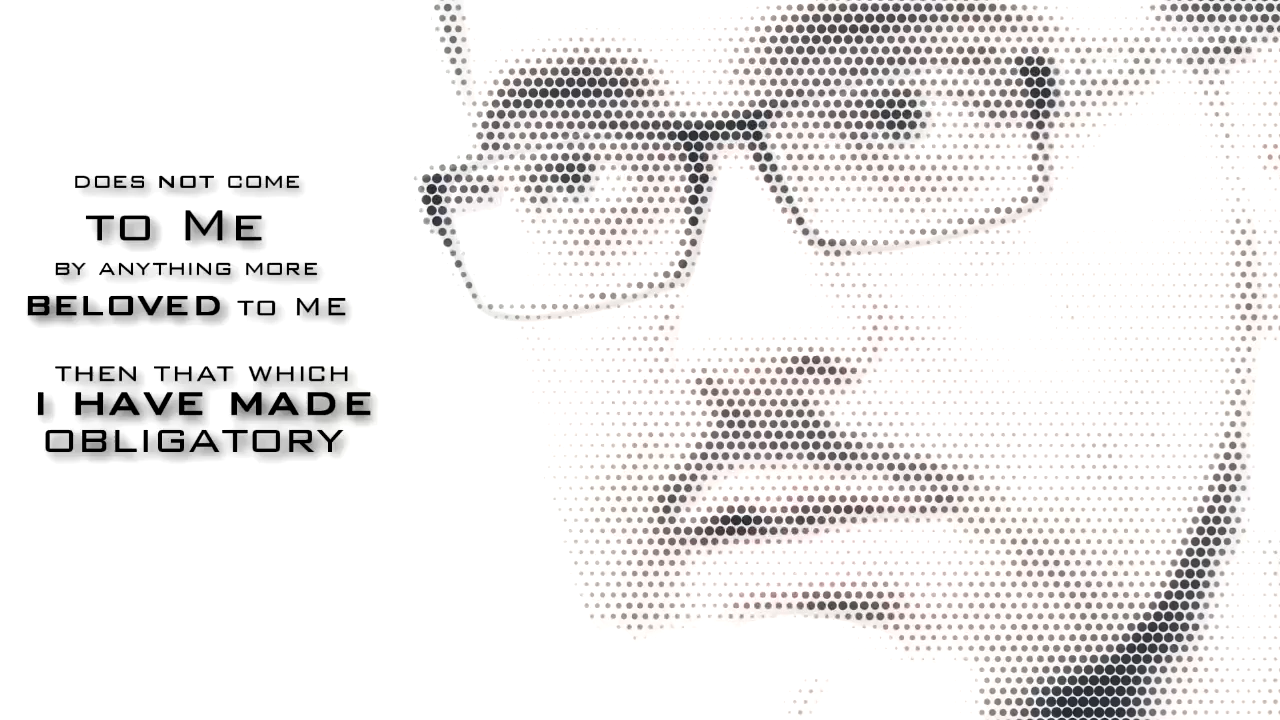 DOES NOT COME
TO ME
BY ANYTHING MORE
BELOVED TO ME
THEN THAT WHICH
I HAVE MADE
OBLIGATORY